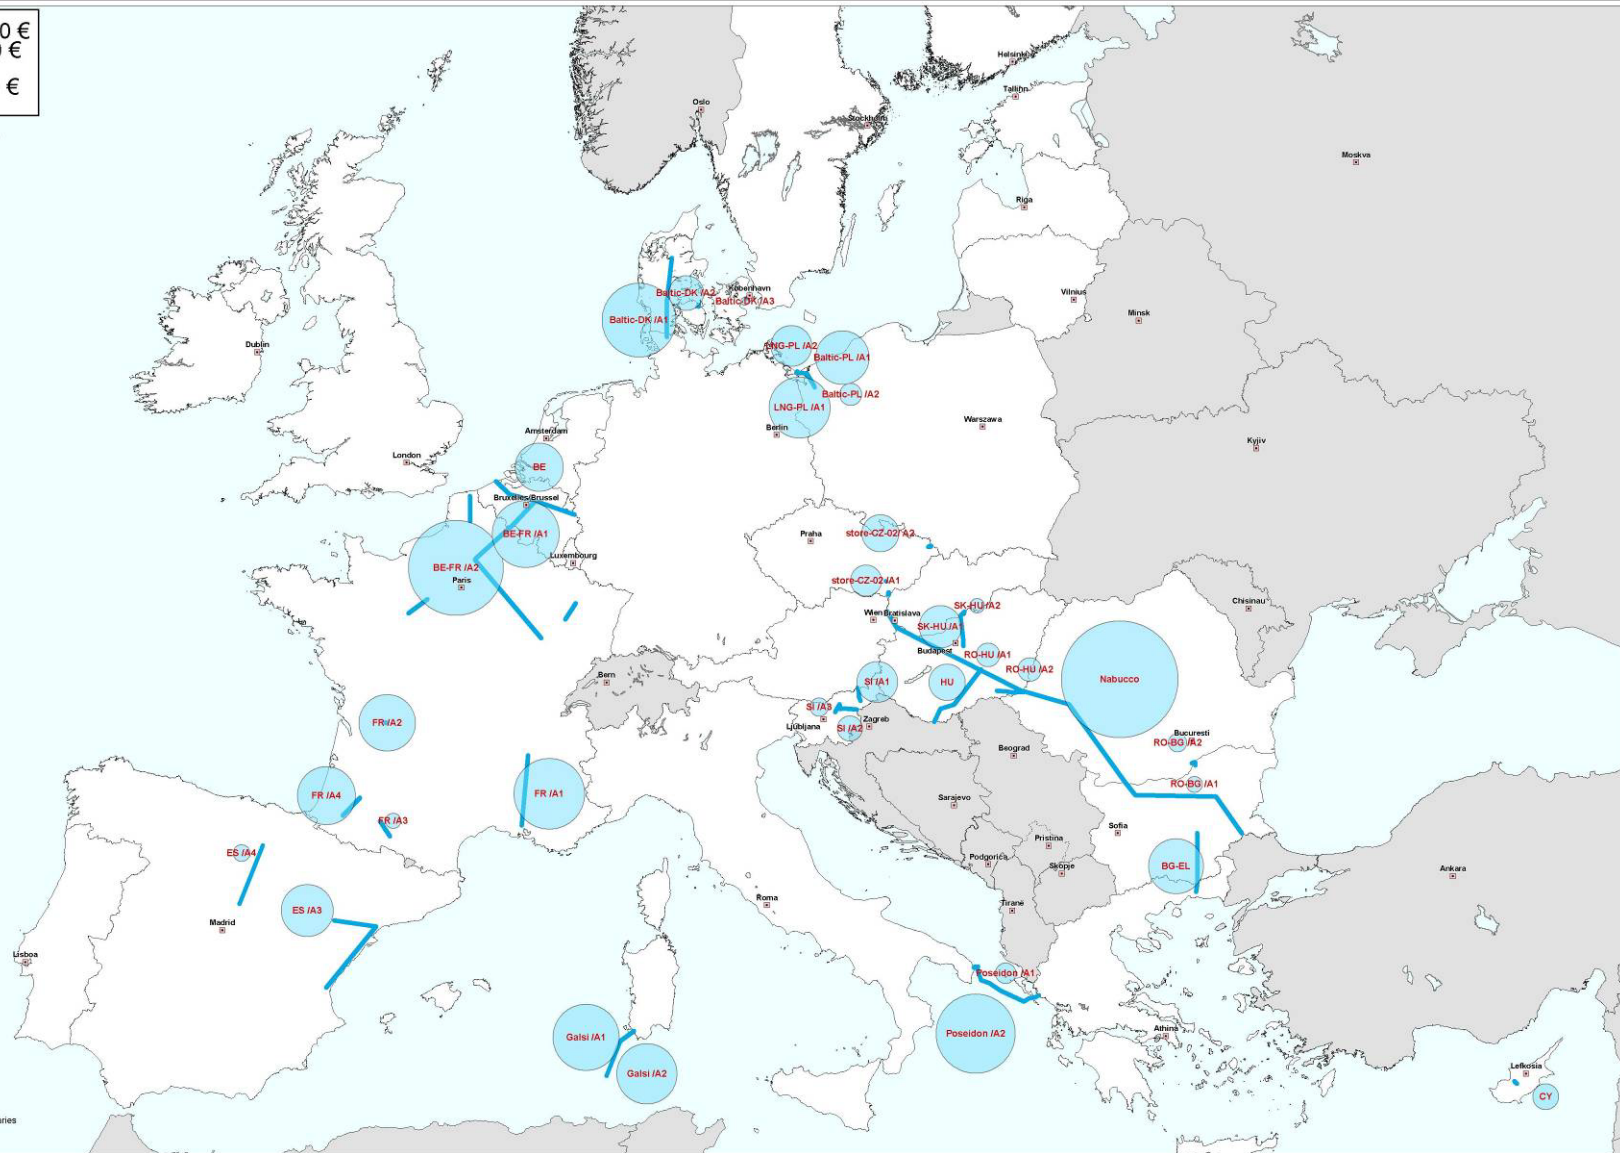 0 €
0 €
€
Helsinki
Tallinn
Oslo
Stockholm
Moskva
Riga
København
Baltic-DK /A2
Baltic-DK /A3
Vilnius
Baltic-DK /A1
Minsk
Dublin
LNG-PL /A2
Baltic-PL /A1
Baltic-PL /A2
LNG-PL /A1
Warszawa
Berlin
Amsterdam
Kyjiv
London
BE
Bruxelles/Brussel
BE-FR /A1
store-CZ-02/ A2
Praha
Luxembourg
BE-FR /A2
Paris
store-CZ-02 /A1
Chisinau
SK-HU /A2
Wien
Bratislava
SK-HU /A1
Budapest
RO-HU /A1
RO-HU /A2
Bern
SI /A1
HU
Nabucco
SI /A3
Ljubljana
Zagreb
SI /A2
FR /A2
Bucuresti
RO-BG /A2
Beograd
RO-BG /A1
FR /A4
FR /A1
Sarajevo
FR /A3
Sofia
Pristina
ES /A4
Podgorica
Skopje
BG-EL
Ankara
Roma
Tiranë
ES /A3
Madrid
Lisboa
Poseidon /A1
Athina
Galsi /A1
Poseidon /A2
Galsi /A2
Lefkosia
CY